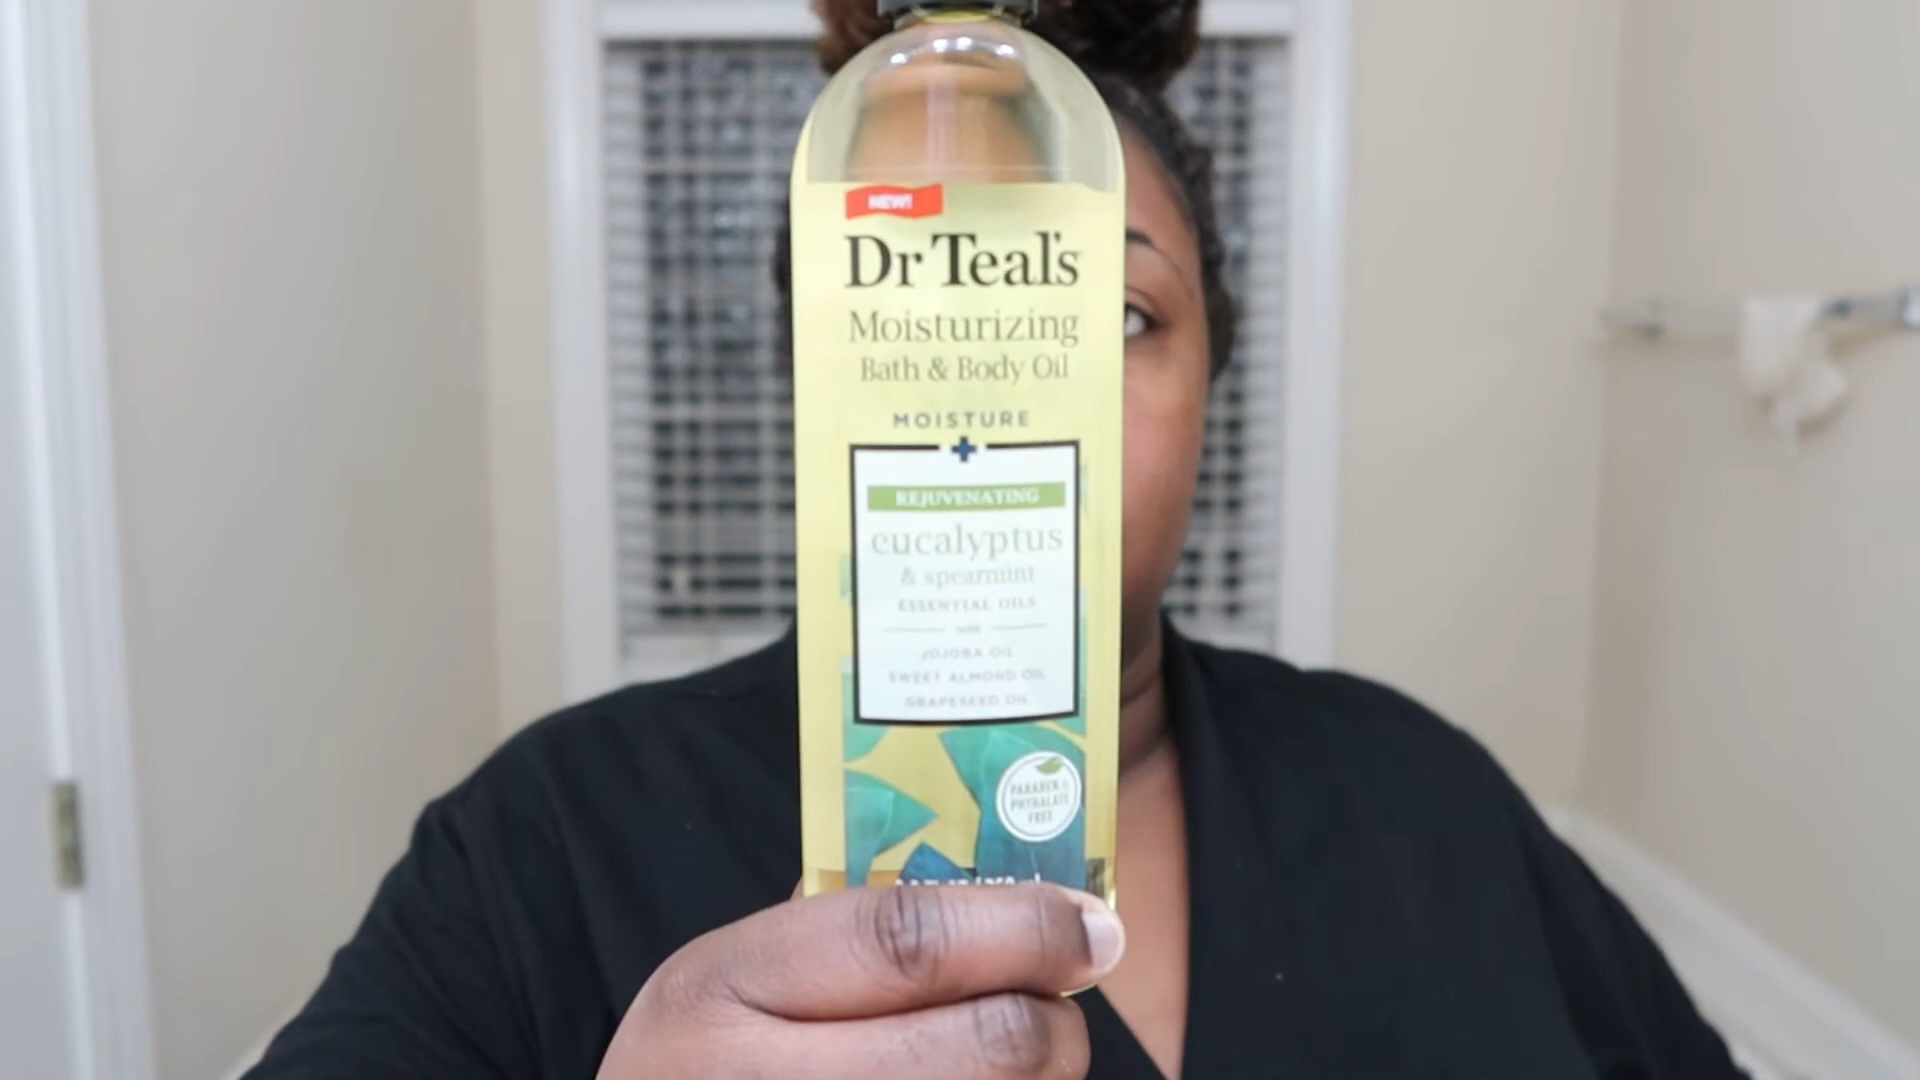 NEW!
Dr Teal's
Moisturizing
Bath & Body Oil
MOISTURE
+
REJUVENATING
eucalyptus
& spearmint
ESSENTIAL OILS
with
JOJOBA OIL
SWEET ALMOND OIL
GRAPESEED OIL
PARABEN &
PHTHALATE
FREE